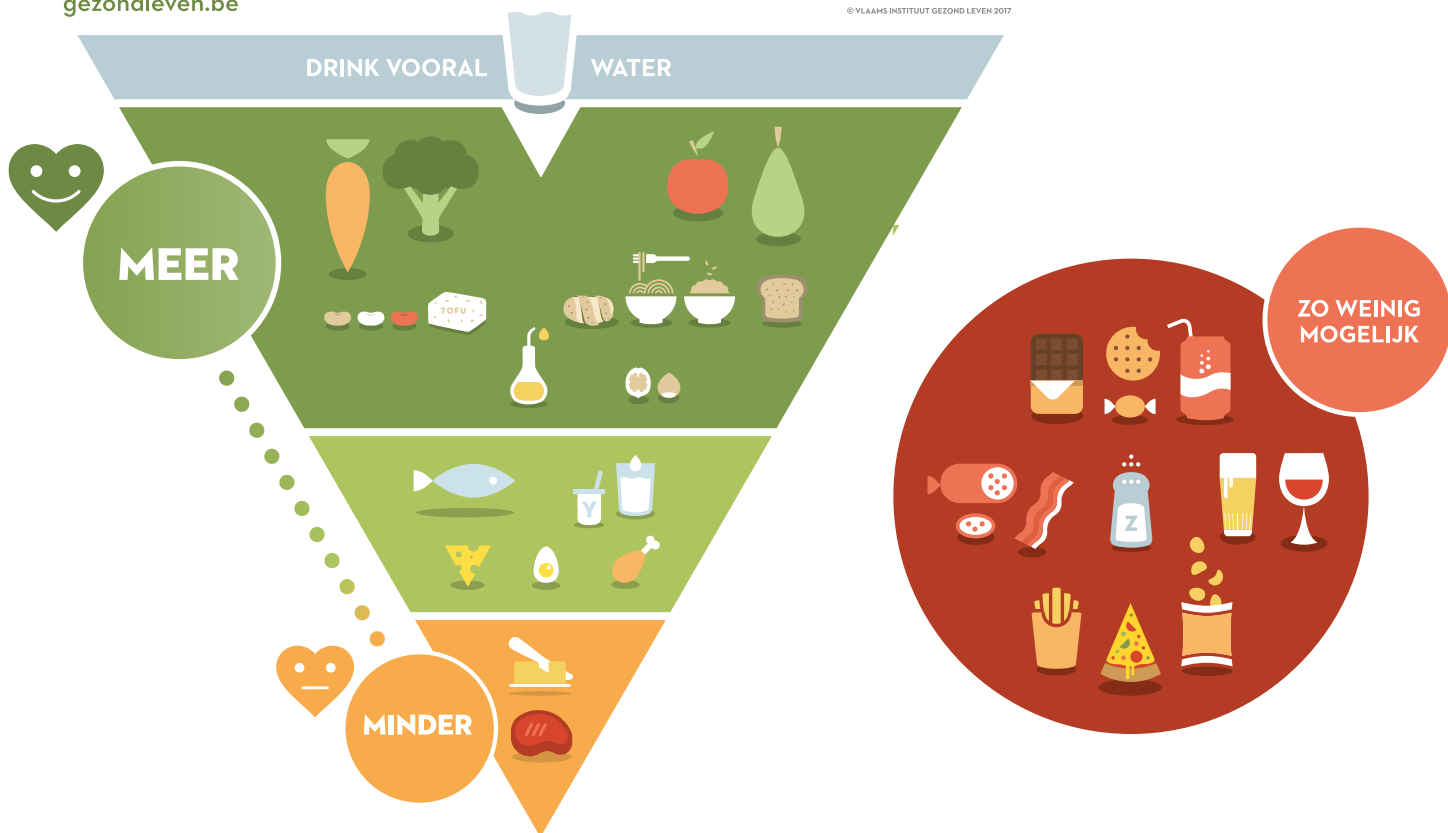 gezondleven.be
© VLAAMS INSTITUUT GEZOND LEVEN 2017
DRINK VOORAL WATER
MEER
TOFU
ZO WEINIG
MOGELIJK
Y
Z
MINDER